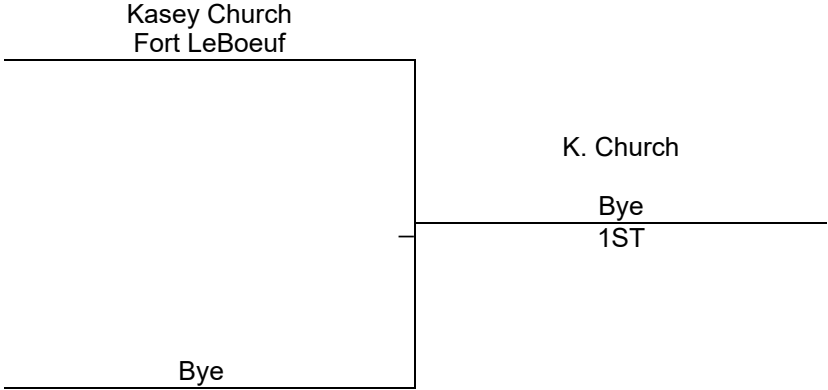 Kasey Church
Fort LeBoeuf
K. Church
Bye
1ST
Bye